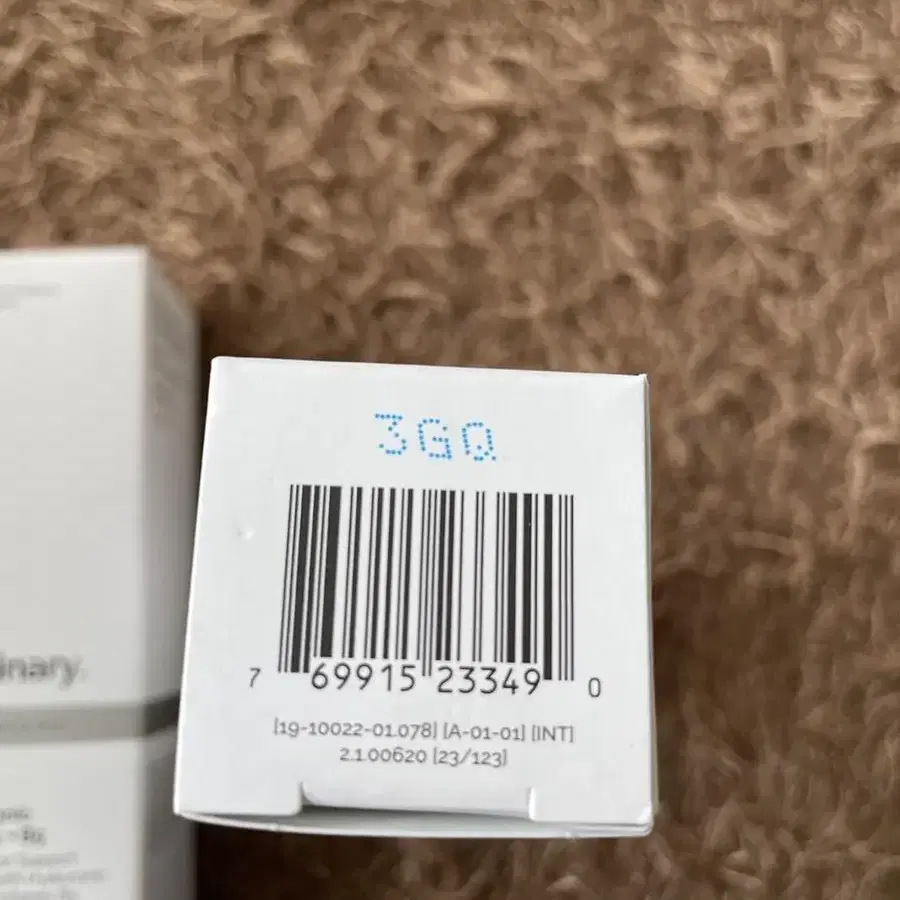 3GQ
7 69915 23349 0
[19-10022-01.078] [A-01-01] [INT]
2.1.00620 [23/123]
inary.